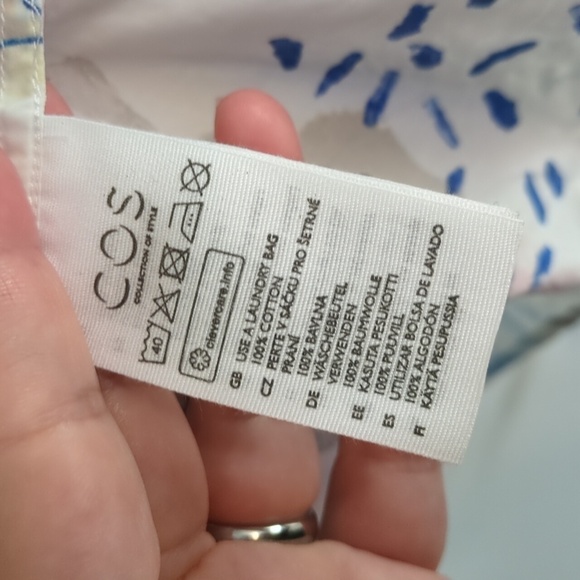 COS
COLLECTION OF STYLE
40
clevercare.info
GB USE A LAUNDRY BAG
100% COTTON
CZ PERTE V SÁČKU PRO ŠETRNÉ
PRANÍ
100% BAVLNA
DE WÄSCHEBEUTEL
VERWENDEN
100% BAUMWOLLE
EE KASUTA PESUKOTTI
100% PUUVILL
ES UTILIZAR BOLSA DE LAVADO
100% ALGODÓN
FI KÄYTÄ PESUPUSSIA